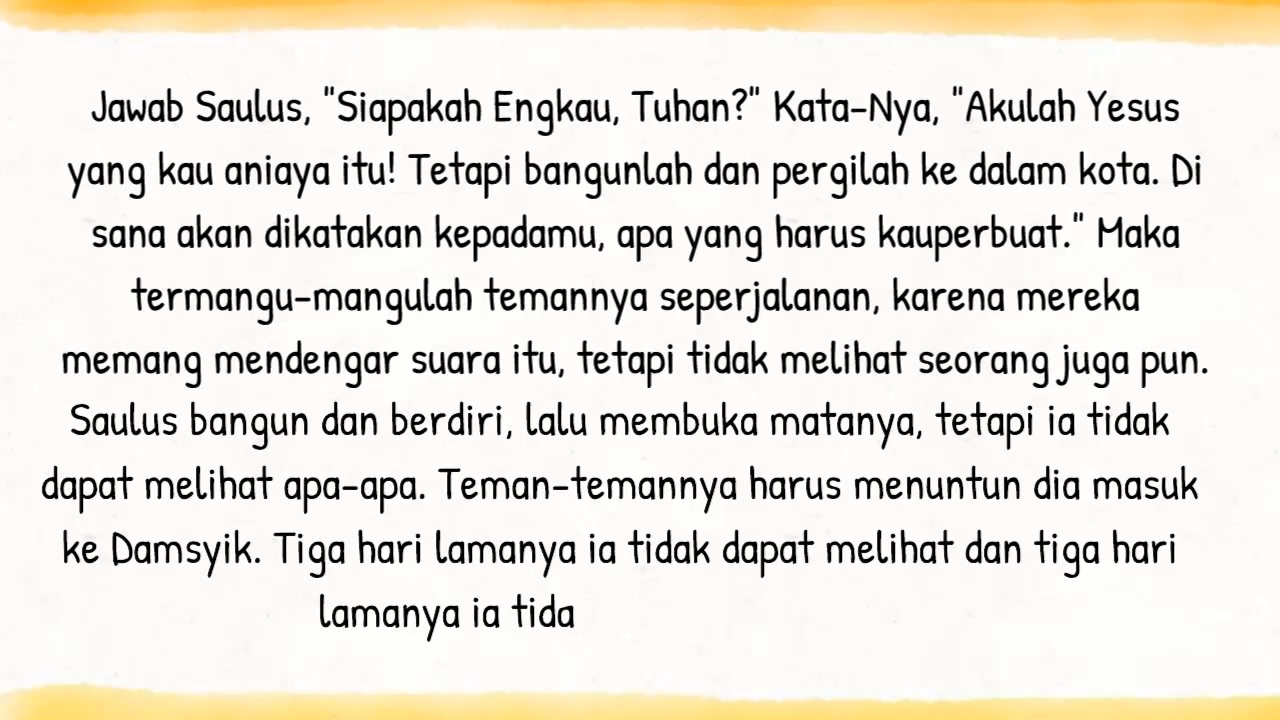 Jawab Saulus, "Siapakah Engkau, Tuhan?" Kata-Nya, "Akulah Yesus
yang kau aniaya itu! Tetapi bangunlah dan pergilah ke dalam kota. Di
sana akan dikatakan kepadamu, apa yang harus kauperbuat." Maka
termangu-mangulah temannya seperjalanan, karena mereka
memang mendengar suara itu, tetapi tidak melihat seorang juga pun.
Saulus bangun dan berdiri, lalu membuka matanya, tetapi ia tidak
dapat melihat apa-apa. Teman-temannya harus menuntun dia masuk
ke Damsyik. Tiga hari lamanya ia tidak dapat melihat dan tiga hari
lamanya ia tida